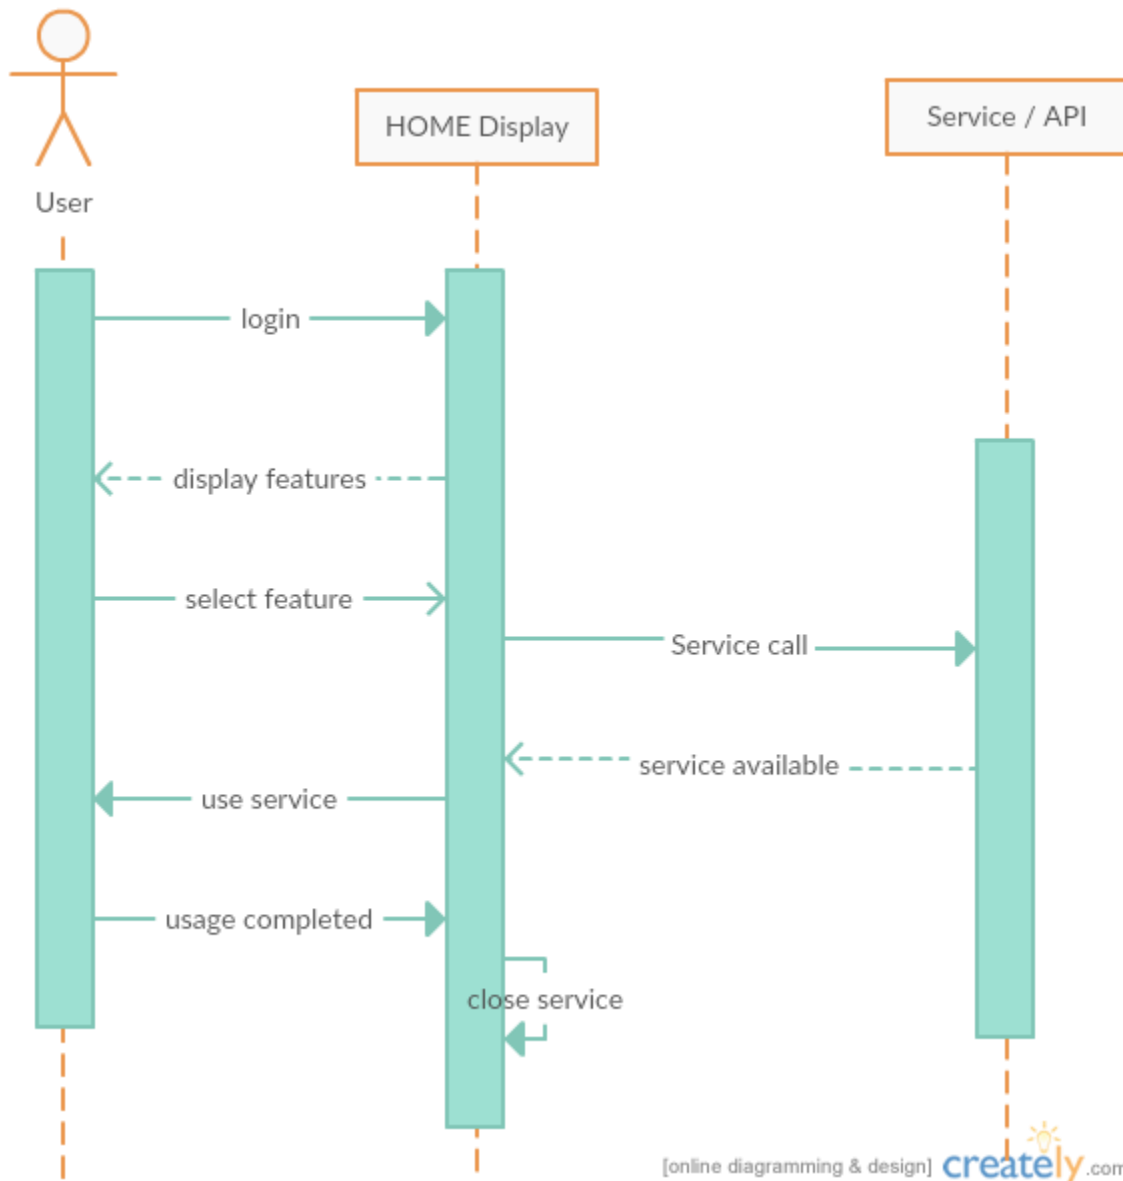 HOME Display
Service / API
User
login
display features
select feature
Service call
service available
use service
usage completed
close service
[online diagramming & design] creately.com